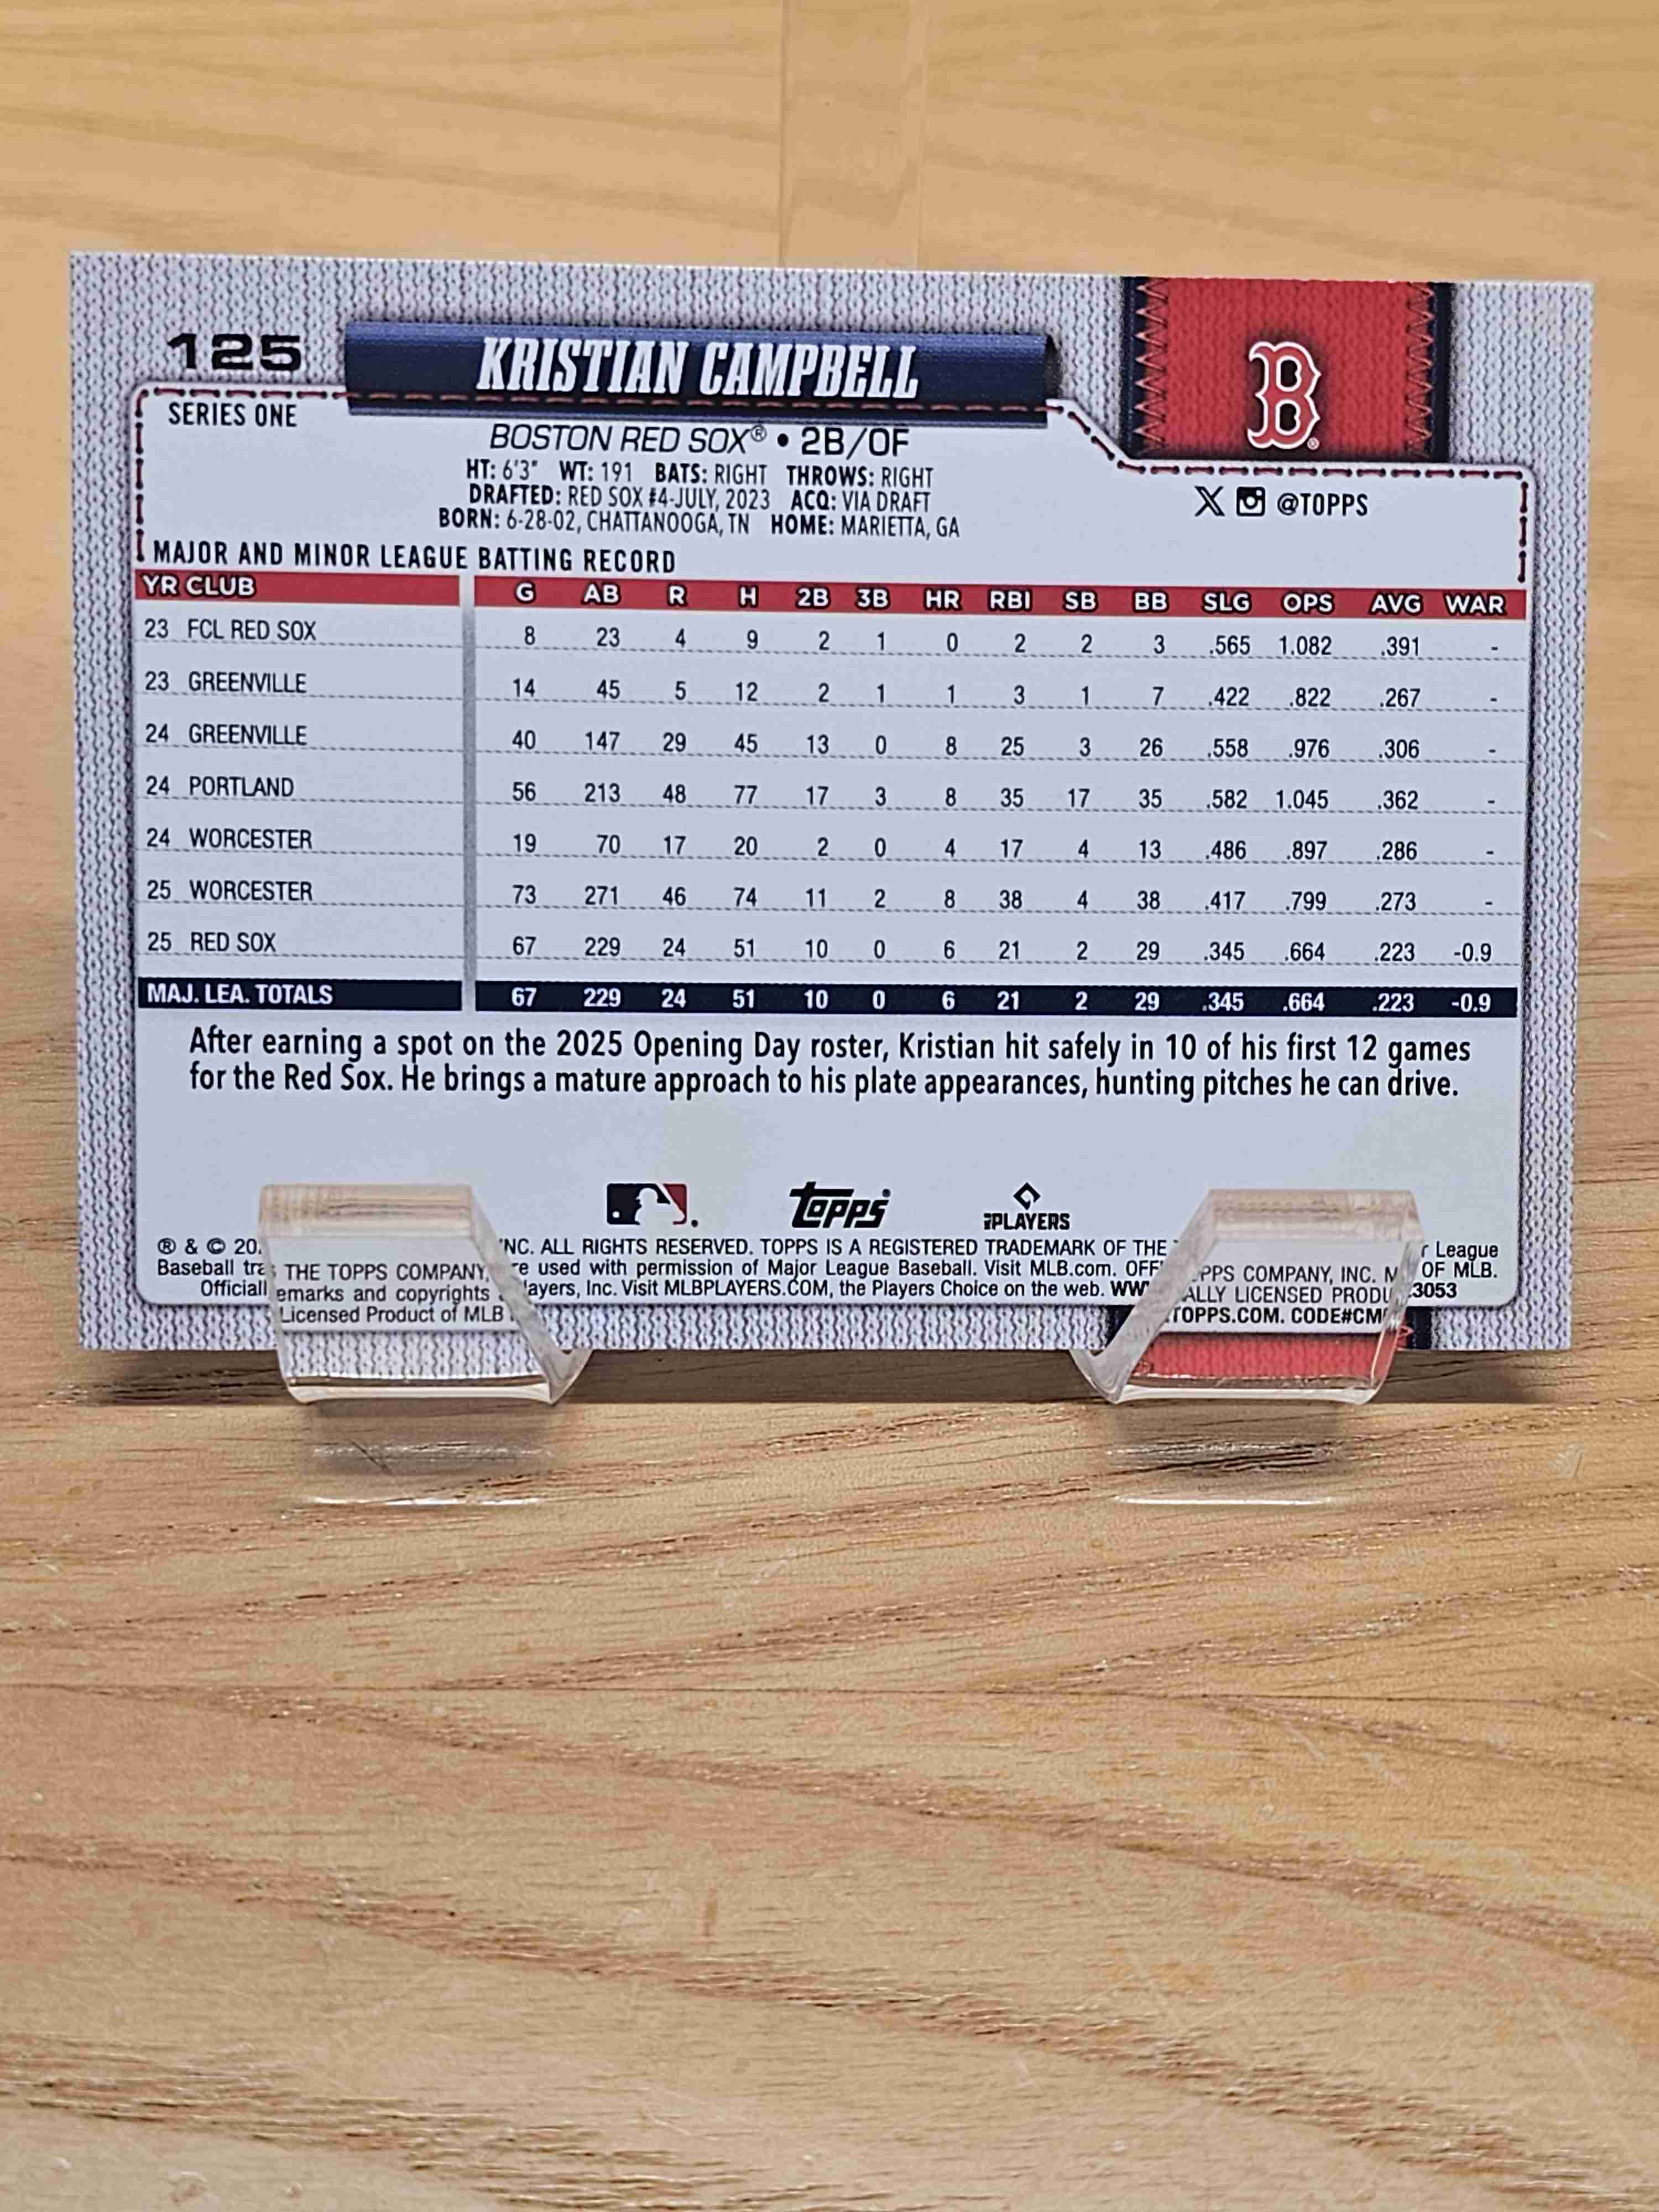 125
KRISTIAN CAMPBELL
B
SERIES ONE
BOSTON RED SOX® • 2B/OF
HT: 6'3" WT: 191 BATS: RIGHT THROWS: RIGHT
DRAFTED: RED SOX #4-JULY, 2023 ACQ: VIA DRAFT
BORN: 6-28-02, CHATTANOOGA, TN HOME: MARIETTA, GA
X @TOPPS
MAJOR AND MINOR LEAGUE BATTING RECORD
YR CLUB G AB R H 2B 3B HR RBI SB BB SLG OPS AVG WAR
23 FCL RED SOX 8 23 4 9 2 1 0 2 2 3 .565 1.082 .391 -
23 GREENVILLE 14 45 5 12 2 1 1 3 1 7 .422 .822 .267 -
24 GREENVILLE 40 147 29 45 13 0 8 25 3 26 .558 .976 .306 -
24 PORTLAND 56 213 48 77 17 3 8 35 17 35 .582 1.045 .362 -
24 WORCESTER 19 70 17 20 2 0 4 17 4 13 .486 .897 .286 -
25 WORCESTER 73 271 46 74 11 2 8 38 4 38 .417 .799 .273 -
25 RED SOX 67 229 24 51 10 0 6 21 2 29 .345 .664 .223 -0.9
MAJ. LEA. TOTALS 67 229 24 51 10 0 6 21 2 29 .345 .664 .223 -0.9
After earning a spot on the 2025 Opening Day roster, Kristian hit safely in 10 of his first 12 games
for the Red Sox. He brings a mature approach to his plate appearances, hunting pitches he can drive.
topps
PLAYERS
® & © THE TOPPS COMPANY, INC. ALL RIGHTS RESERVED. TOPPS IS A REGISTERED TRADEMARK OF THE TOPPS COMPANY, INC. League
Baseball trademarks and copyrights are used with permission of Major League Baseball. Visit MLB.com. OFFICIALLY LICENSED PRODUCT OF MLB.
Officially Licensed Product of MLB Players, Inc. Visit MLBPLAYERS.COM, the Players Choice on the web. WWW.TOPPS.COM. CODE#CM 3053